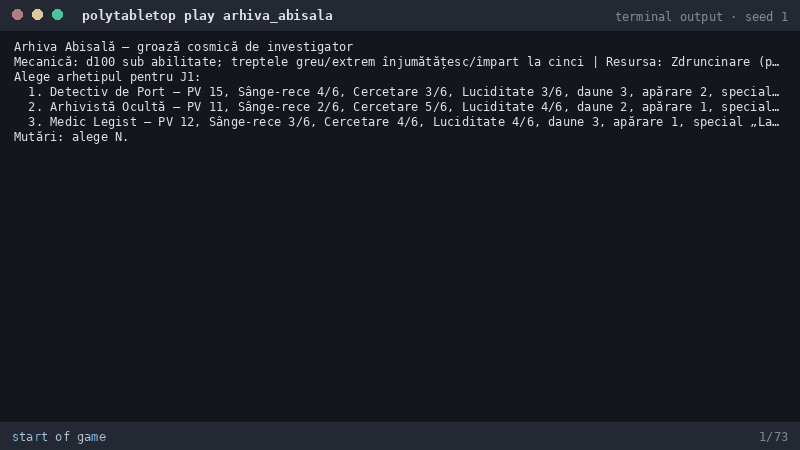 polytabletop play arhiva_abisala
terminal output · seed 1
Arhiva Abisală — groază cosmică de investigator
Mecanică: d100 sub abilitate; treptele greu/extrem înjumătățesc/împart la cinci | Resursa: Zdruncinare (p…
Alege arhetipul pentru J1:
1. Detectiv de Port — PV 15, Sânge-rece 4/6, Cercetare 3/6, Luciditate 3/6, daune 3, apărare 2, special…
2. Arhivistă Ocultă — PV 11, Sânge-rece 2/6, Cercetare 5/6, Luciditate 4/6, daune 2, apărare 1, special…
3. Medic Legist — PV 12, Sânge-rece 3/6, Cercetare 4/6, Luciditate 4/6, daune 3, apărare 1, special „La…
Mutări: alege N.
start of game
1/73